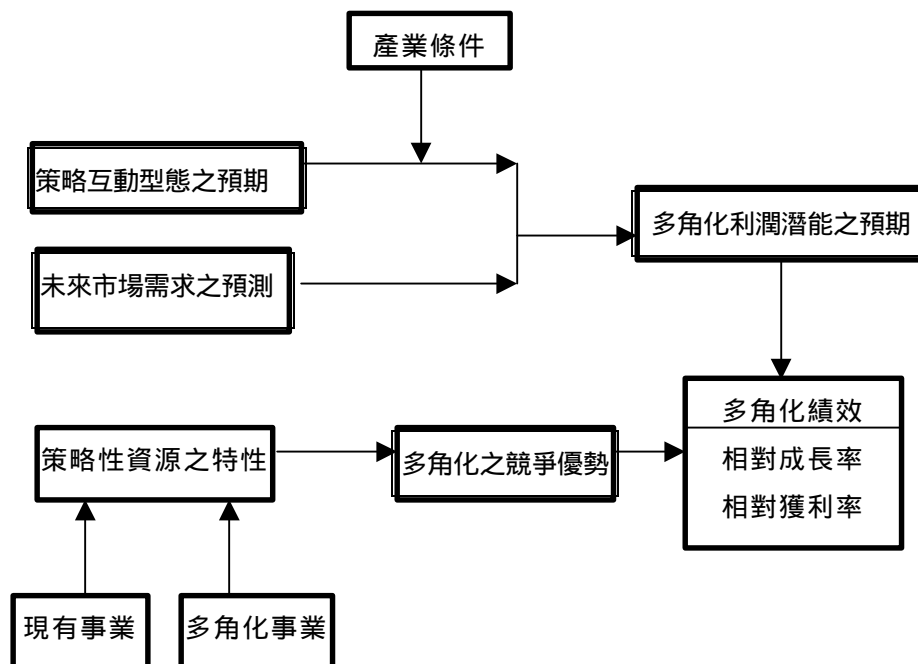 產業條件
策略互動型態之預期
多角化利潤潛能之預期
未來市場需求之預測
多角化績效
策略性資源之特性
多角化之競爭優勢
相對成長率
相對獲利率
現有事業
多角化事業